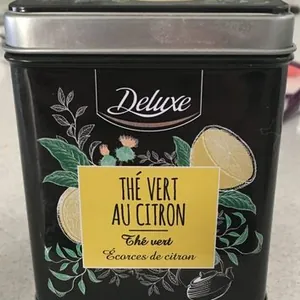 Deluxe
THÉ VERT
AU CITRON
Thé vert
Écorces de citron